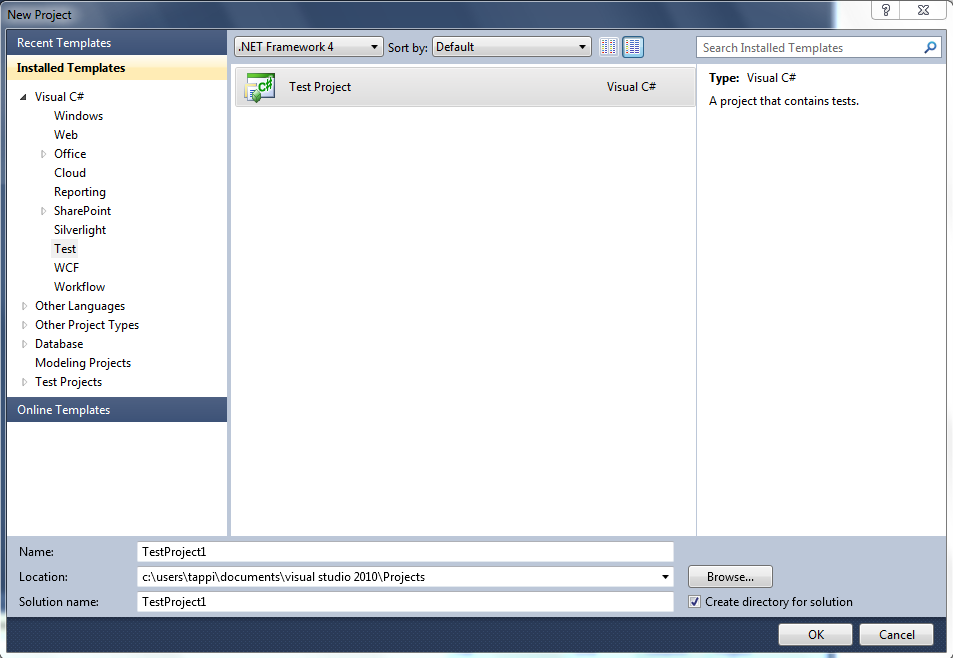 New Project
Recent Templates
Installed Templates
Visual C#
Windows
Web
Office
Cloud
Reporting
SharePoint
Silverlight
Test
WCF
Workflow
Other Languages
Other Project Types
Database
Modeling Projects
Test Projects
Online Templates
.NET Framework 4 Sort by: Default
Test Project Visual C#
Search Installed Templates
Type: Visual C#
A project that contains tests.
Name: TestProject1
Location: c:\users\tappi\documents\visual studio 2010\Projects Browse...
Solution name: TestProject1 Create directory for solution
OK Cancel